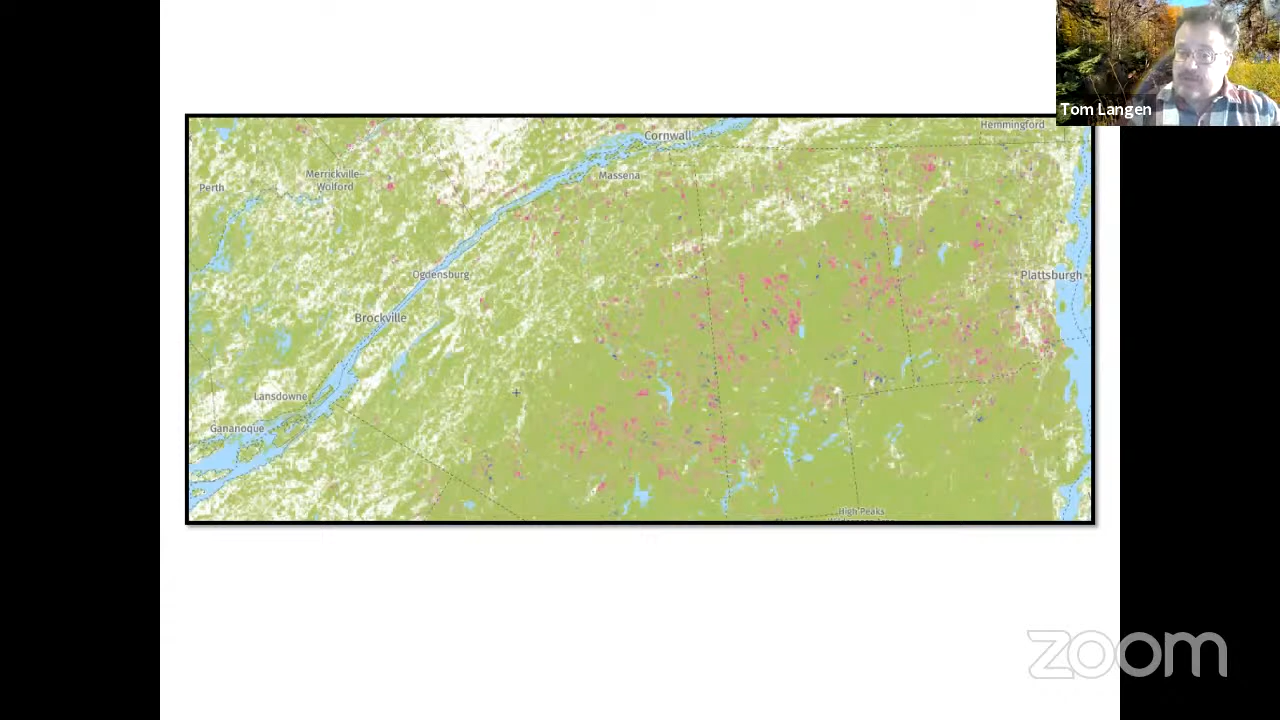 Tom Langen
Hemmingford
Cornwall
Massena
Merrickville–
Wolford
Perth
Ogdensburg
Plattsburgh
Brockville
Lansdowne
Gananoque
High Peaks
zoom